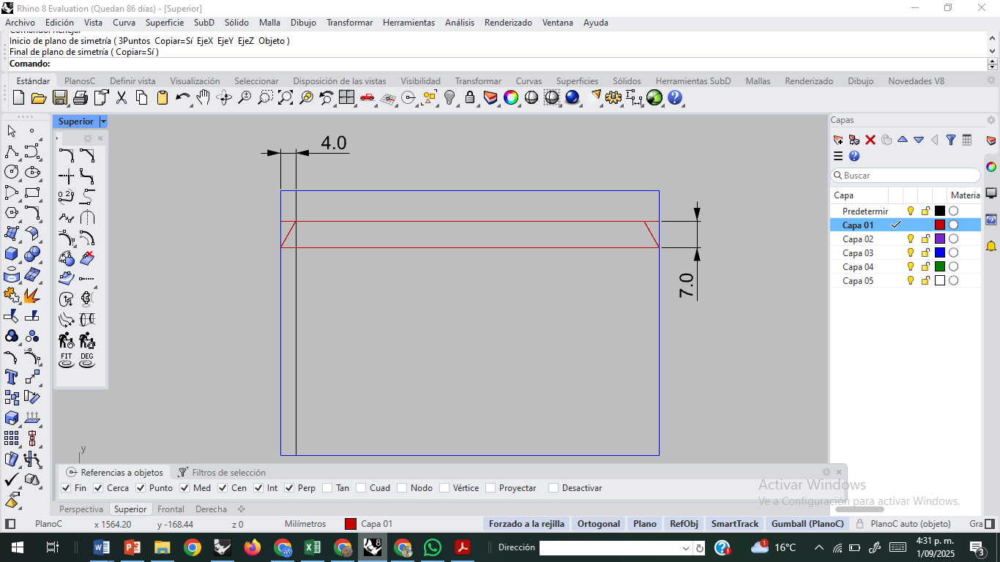 Rhino 8 Evaluation (Quedan 86 días) - [Superior]
Archivo Edición Vista Curva Superficie SubD Sólido Malla Dibujo Transformar Herramientas Análisis Renderizado Ventana Ayuda
Inicio de plano de simetría ( 3Puntos Copiar=Sí EjeX EjeY EjeZ Objeto )
Final de plano de simetría ( Copiar=Sí )
Comando:
Estándar PlanosC Definir vista Visualización Seleccionar Disposición de las vistas Visibilidad Transformar Curvas Superficies Sólidos Herramientas SubD Mallas Renderizado Dibujo Novedades V8
Superior
4.0
7.0
y
FIT DEG
Capas
Buscar
Capa Materia
Predetermir
Capa 01
Capa 02
Capa 03
Capa 04
Capa 05
Referencias a objetos Filtros de selección
Fin Cerca Punto Med Cen Int Perp Tan Cuad Nodo Vértice Proyectar Desactivar
Activar Windows
Ve a Configuración para activar Windows.
Perspectiva Superior Frontal Derecha
PlanoC x 1564.20 y -168.44 z 0 Milímetros Capa 01 Forzado a la rejilla Ortogonal Plano RefObj SmartTrack Gumball (PlanoC) PlanoC auto (objeto) Gra
Dirección 1 16°C 4:31 p. m.
1/09/2025 3